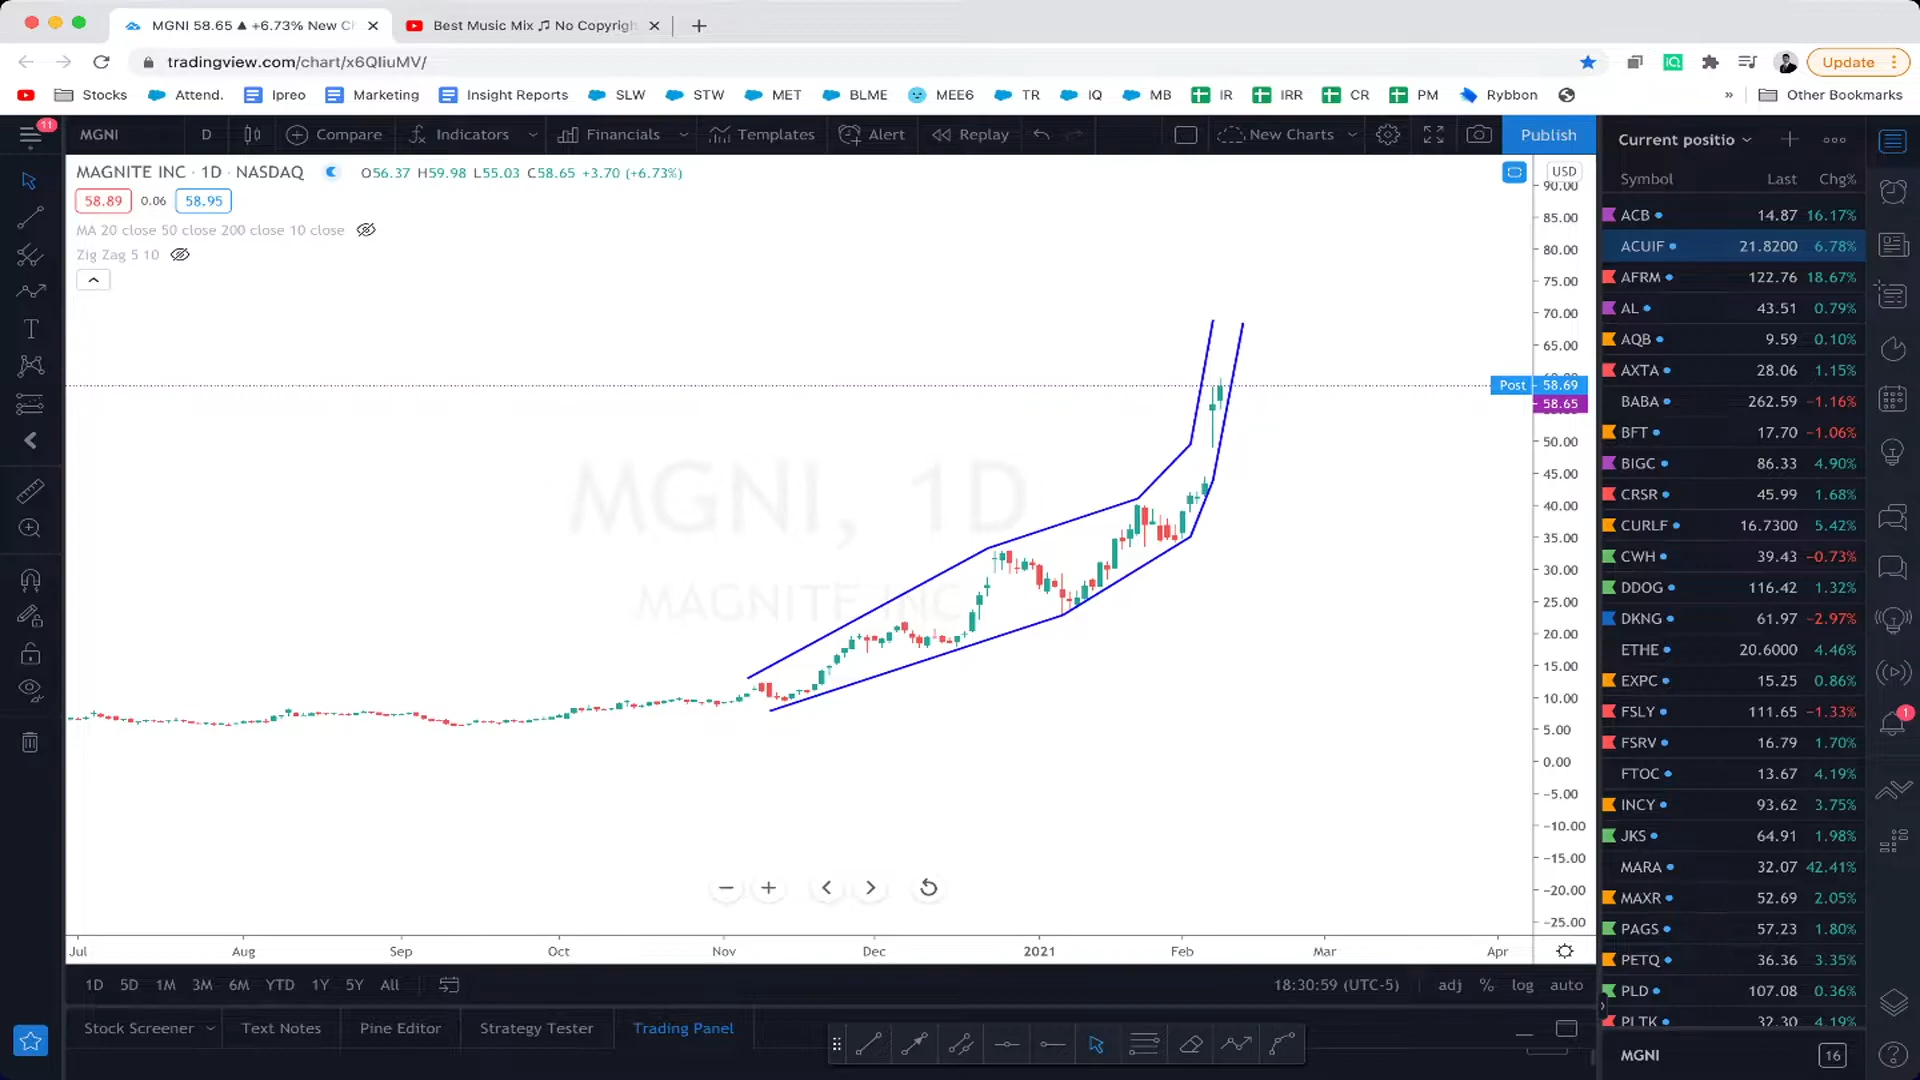 MGNI 58.65 ▲ +6.73% New Ch
Best Music Mix ♫ No Copyrigh
tradingview.com/chart/x6QIiuMV/
Update
Stocks Attend. Ipreo Marketing Insight Reports SLW STW MET BLME MEE6 TR IQ MB IR IRR CR PM Rybbon » Other Bookmarks
11
MGNI D Compare Indicators Financials Templates Alert Replay New Charts Publish
MAGNITE INC · 1D · NASDAQ O56.37 H59.98 L55.03 C58.65 +3.70 (+6.73%)
58.89 0.06 58.95
MA 20 close 50 close 200 close 10 close
Zig Zag 5 10
MGNI, 1D
MAGNITE INC
USD
90.00
85.00
80.00
75.00
70.00
65.00
Post 58.69
58.65
50.00
45.00
40.00
35.00
30.00
25.00
20.00
15.00
10.00
5.00
0.00
−5.00
−10.00
−15.00
−20.00
−25.00
Jul Aug Sep Oct Nov Dec 2021 Feb Mar Apr
1D 5D 1M 3M 6M YTD 1Y 5Y All 18:30:59 (UTC-5) adj % log auto
Stock Screener Text Notes Pine Editor Strategy Tester Trading Panel
Current positio
Symbol Last Chg%
ACB 14.87 16.17%
ACUIF 21.8200 6.78%
AFRM 122.76 18.67%
AL 43.51 0.79%
AQB 9.59 0.10%
AXTA 28.06 1.15%
BABA 262.59 −1.16%
BFT 17.70 −1.06%
BIGC 86.33 4.90%
CRSR 45.99 1.68%
CURLF 16.7300 5.42%
CWH 39.43 −0.73%
DDOG 116.42 1.32%
DKNG 61.97 −2.97%
ETHE 20.6000 4.46%
EXPC 15.25 0.86%
FSLY 111.65 −1.33%
FSRV 16.79 1.70%
FTOC 13.67 4.19%
INCY 93.62 3.75%
JKS 64.91 1.98%
MARA 32.07 42.41%
MAXR 52.69 2.05%
PAGS 57.23 1.80%
PETQ 36.36 3.35%
PLD 107.08 0.36%
PLTK 32.30 4.19%
MGNI 16
1